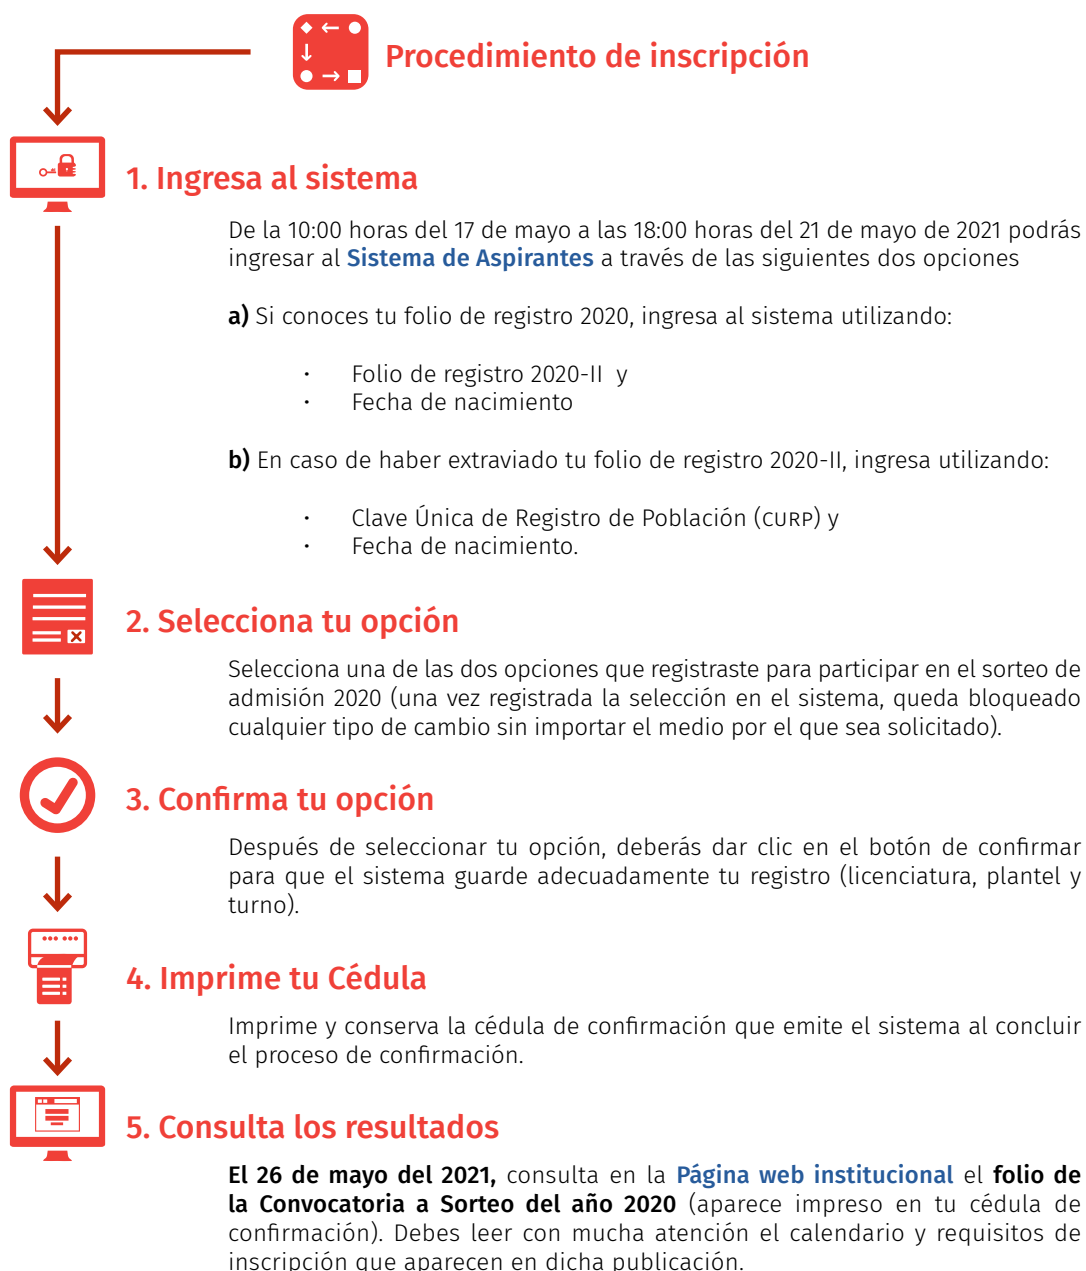 Procedimiento de inscripción
1. Ingresa al sistema
De la 10:00 horas del 17 de mayo a las 18:00 horas del 21 de mayo de 2021 podrás
ingresar al Sistema de Aspirantes a través de las siguientes dos opciones
a) Si conoces tu folio de registro 2020, ingresa al sistema utilizando:
· Folio de registro 2020-II y
· Fecha de nacimiento
b) En caso de haber extraviado tu folio de registro 2020-II, ingresa utilizando:
· Clave Única de Registro de Población (CURP) y
· Fecha de nacimiento.
2. Selecciona tu opción
Selecciona una de las dos opciones que registraste para participar en el sorteo de
admisión 2020 (una vez registrada la selección en el sistema, queda bloqueado
cualquier tipo de cambio sin importar el medio por el que sea solicitado).
3. Confirma tu opción
Después de seleccionar tu opción, deberás dar clic en el botón de confirmar
para que el sistema guarde adecuadamente tu registro (licenciatura, plantel y
turno).
4. Imprime tu Cédula
Imprime y conserva la cédula de confirmación que emite el sistema al concluir
el proceso de confirmación.
5. Consulta los resultados
El 26 de mayo del 2021, consulta en la Página web institucional el folio de
la Convocatoria a Sorteo del año 2020 (aparece impreso en tu cédula de
confirmación). Debes leer con mucha atención el calendario y requisitos de
inscripción que aparecen en dicha publicación.